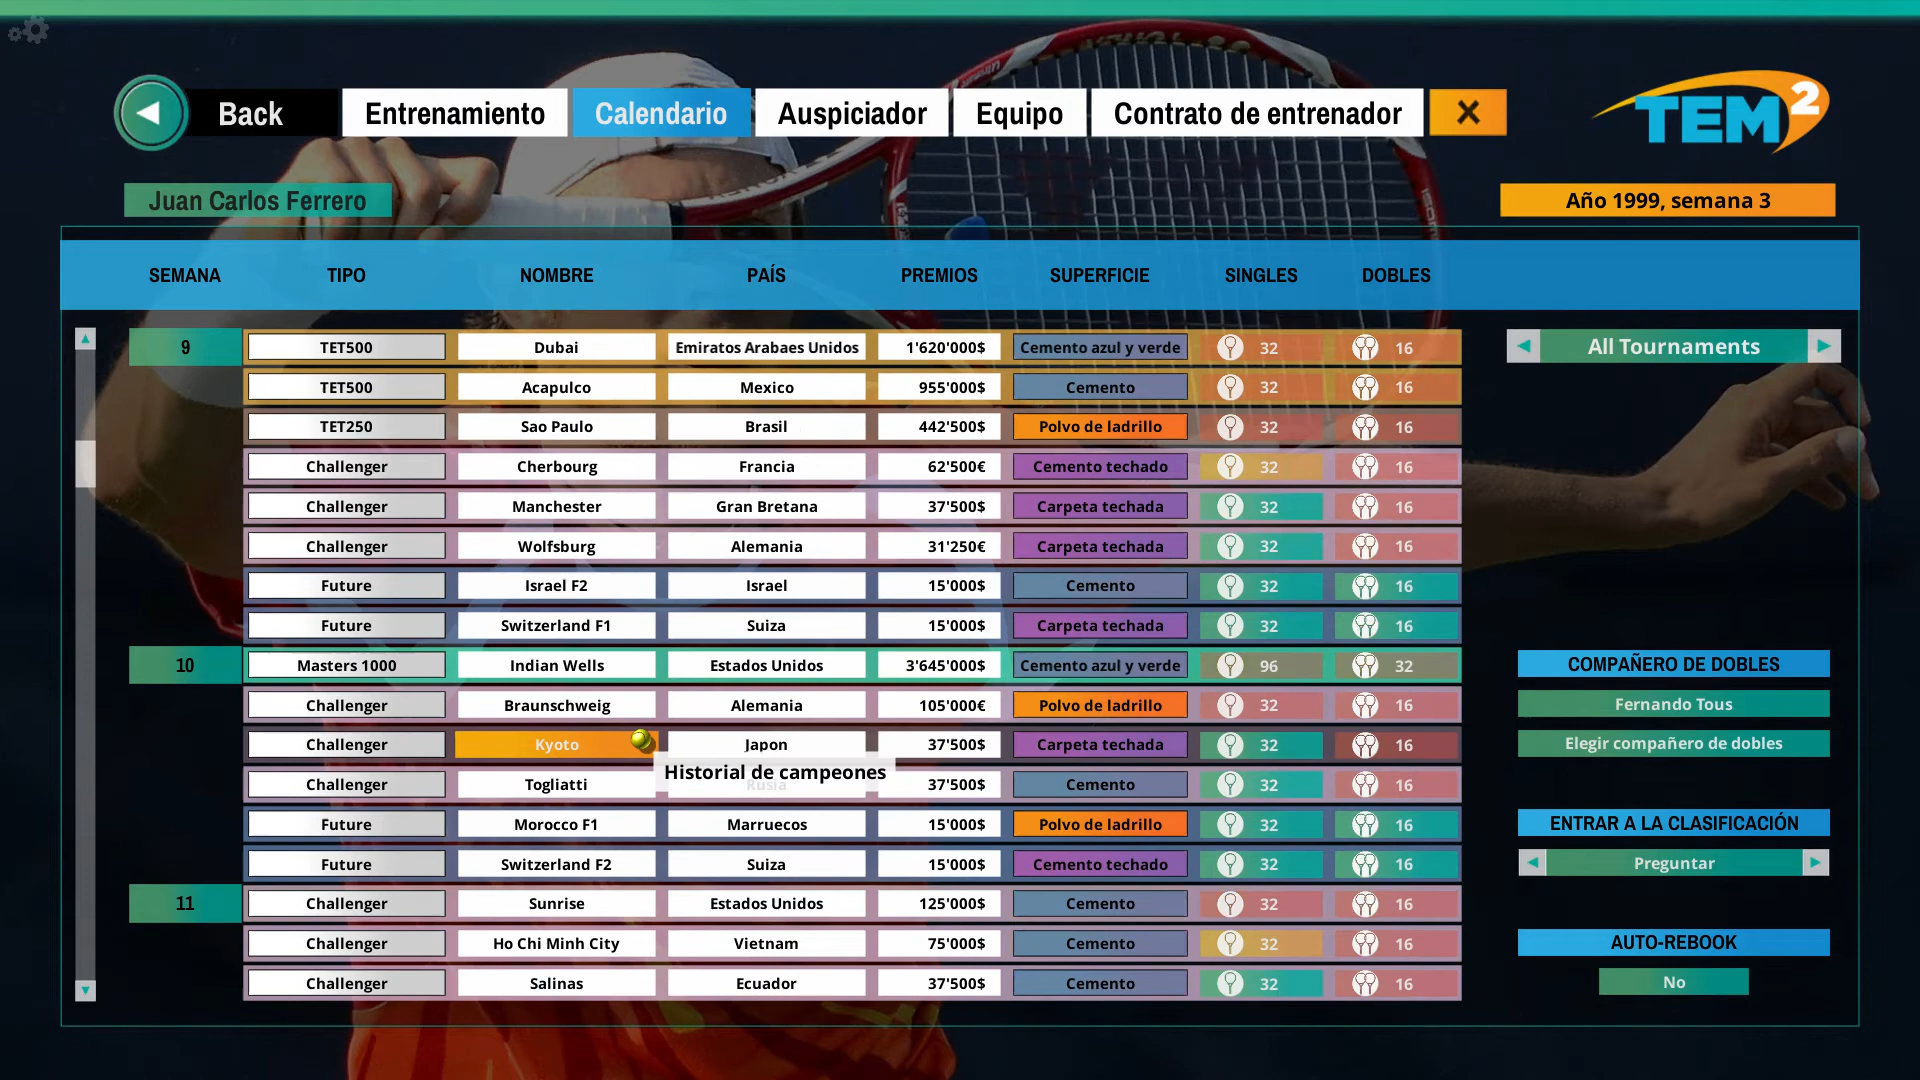 Back
Entrenamiento
Calendario
Auspiciador
Equipo
Contrato de entrenador
X
TEM2
Juan Carlos Ferrero
Año 1999, semana 3
SEMANA TIPO NOMBRE PAÍS PREMIOS SUPERFICIE SINGLES DOBLES
9 TET500 Dubai Emiratos Arabaes Unidos 1'620'000$ Cemento azul y verde 32 16
TET500 Acapulco Mexico 955'000$ Cemento 32 16
TET250 Sao Paulo Brasil 442'500$ Polvo de ladrillo 32 16
Challenger Cherbourg Francia 62'500€ Cemento techado 32 16
Challenger Manchester Gran Bretana 37'500$ Carpeta techada 32 16
Challenger Wolfsburg Alemania 31'250€ Carpeta techada 32 16
Future Israel F2 Israel 15'000$ Cemento 32 16
Future Switzerland F1 Suiza 15'000$ Carpeta techada 32 16
10 Masters 1000 Indian Wells Estados Unidos 3'645'000$ Cemento azul y verde 96 32
Challenger Braunschweig Alemania 105'000€ Polvo de ladrillo 32 16
Challenger Kyoto Japon 37'500$ Carpeta techada 32 16
Historial de campeones
Challenger Togliatti Rusia 37'500$ Cemento 32 16
Future Morocco F1 Marruecos 15'000$ Polvo de ladrillo 32 16
Future Switzerland F2 Suiza 15'000$ Cemento techado 32 16
11 Challenger Sunrise Estados Unidos 125'000$ Cemento 32 16
Challenger Ho Chi Minh City Vietnam 75'000$ Cemento 32 16
Challenger Salinas Ecuador 37'500$ Cemento 32 16
All Tournaments
COMPAÑERO DE DOBLES
Fernando Tous
Elegir compañero de dobles
ENTRAR A LA CLASIFICACIÓN
Preguntar
AUTO-REBOOK
No